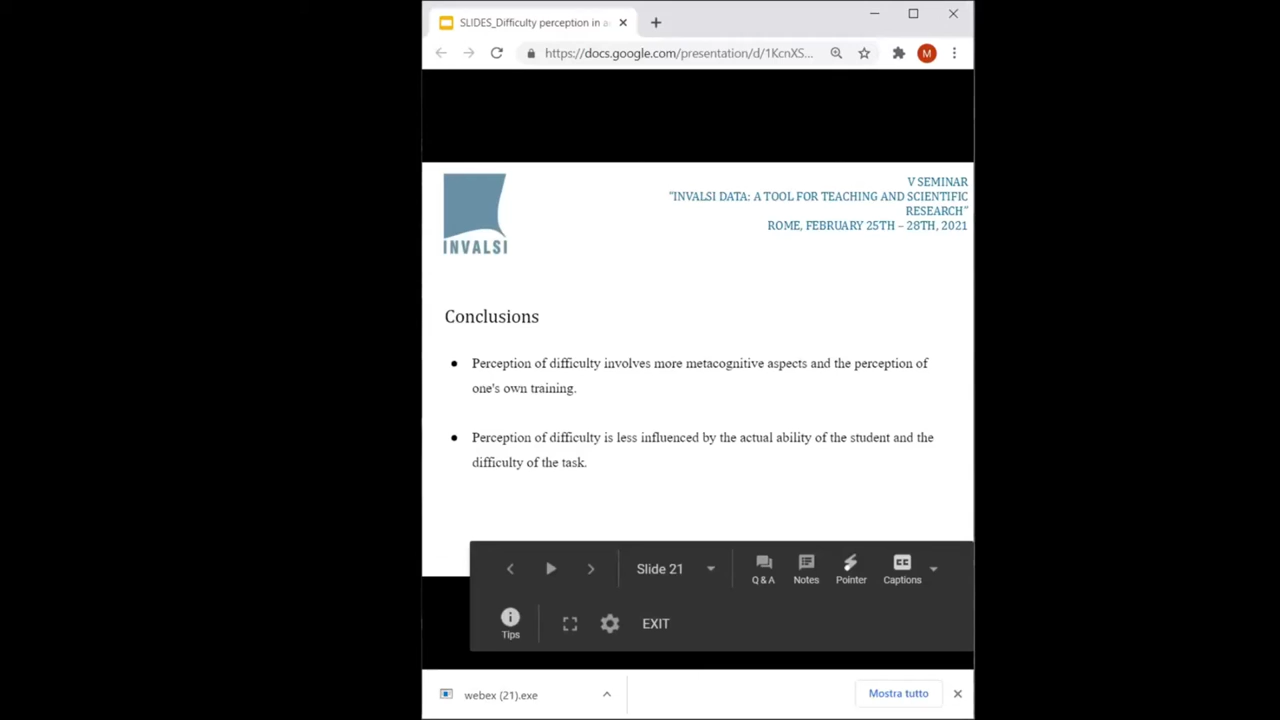 SLIDES_Difficulty perception in a
https://docs.google.com/presentation/d/1KcnXS...
M
INVALSI
V SEMINAR
"INVALSI DATA: A TOOL FOR TEACHING AND SCIENTIFIC
RESEARCH"
ROME, FEBRUARY 25TH – 28TH, 2021
Conclusions
● Perception of difficulty involves more metacognitive aspects and the perception of
one's own training.
● Perception of difficulty is less influenced by the actual ability of the student and the
difficulty of the task.
Slide 21
Q & A
Notes
Pointer
CC
Captions
Tips
EXIT
webex (21).exe
Mostra tutto